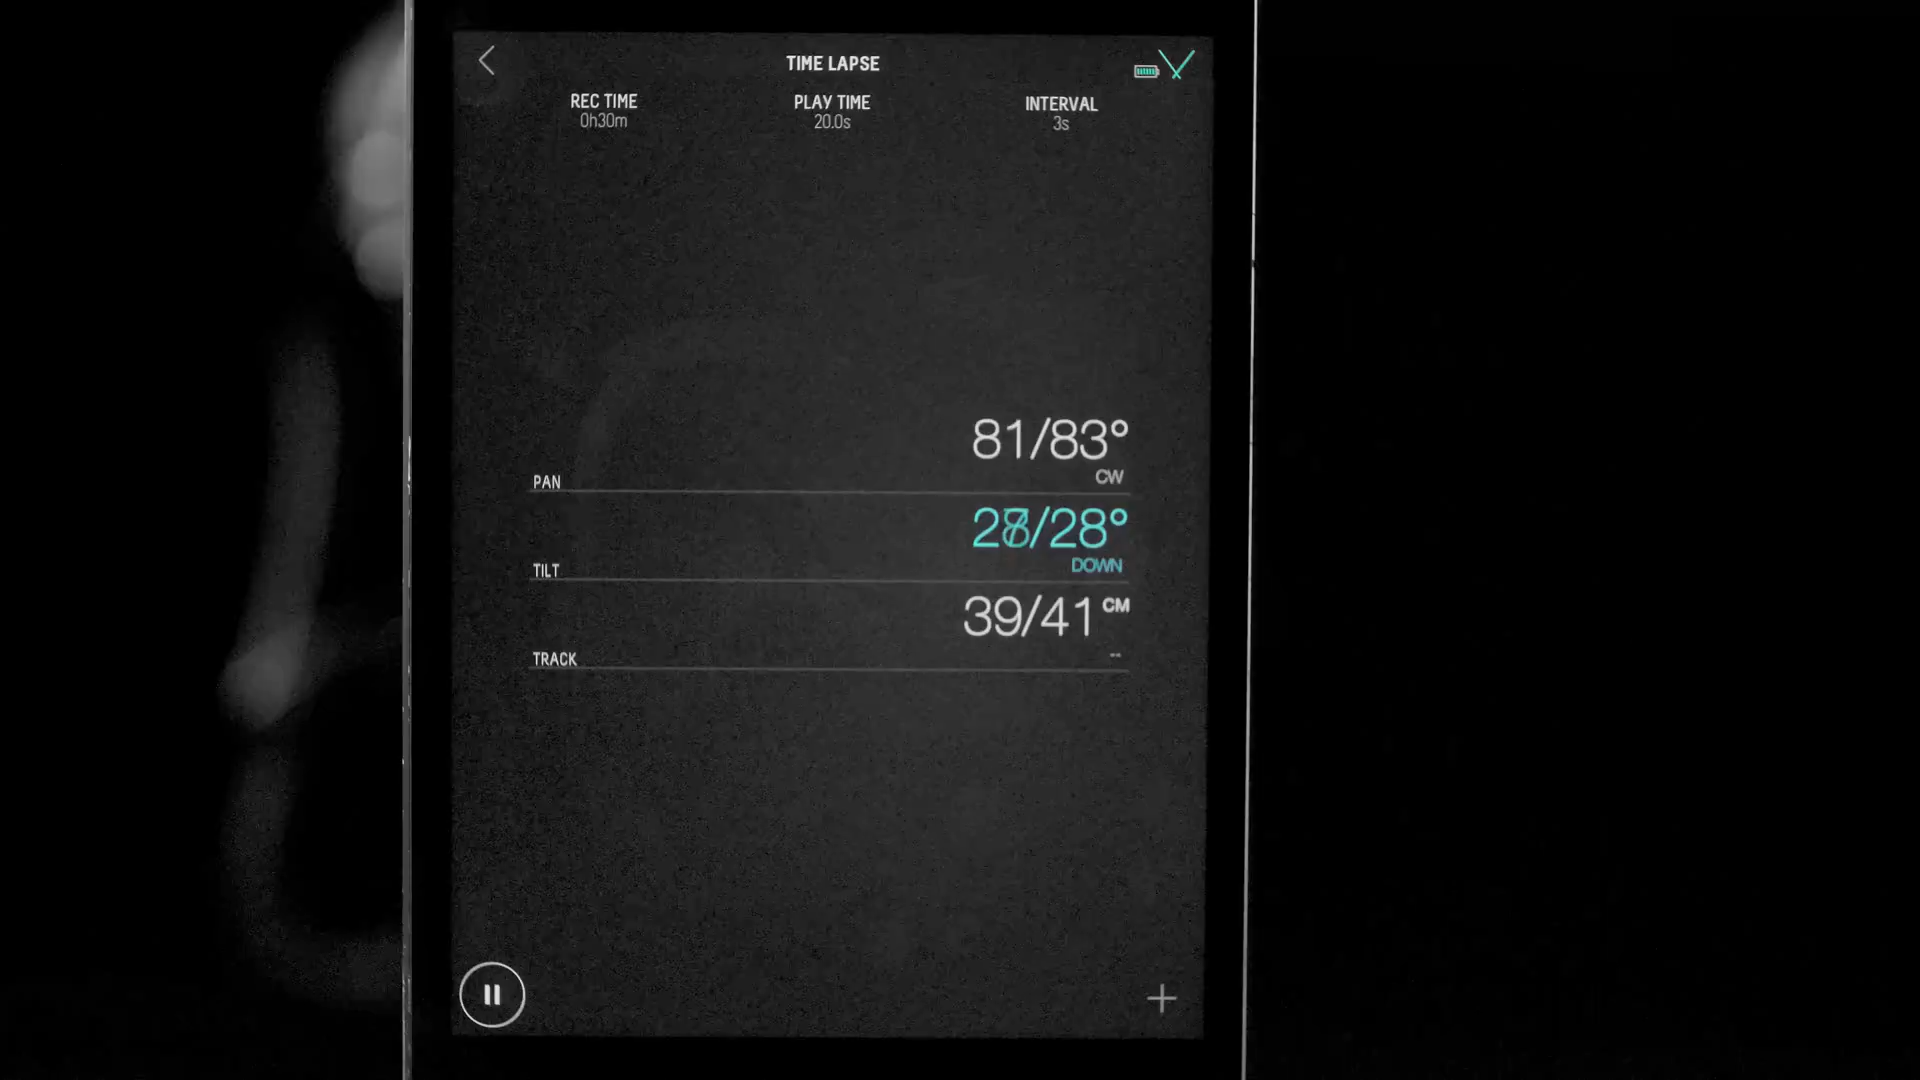 TIME LAPSE
REC TIME
0h30m
PLAY TIME
20.0s
INTERVAL
3s
81/83°
CW
PAN
/28°
DOWN
TILT
39/41 CM
--
TRACK